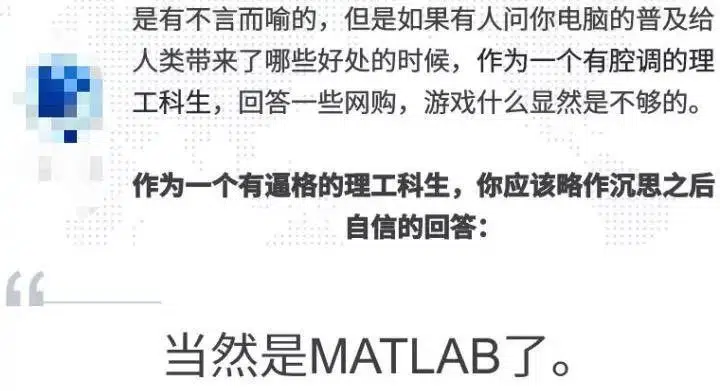 是有不言而喻的，但是如果有人问你电脑的普及给
人类带来了哪些好处的时候，作为一个有腔调的理
工科生，回答一些网购，游戏什么显然是不够的。
作为一个有逼格的理工科生，你应该略作沉思之后
自信的回答：
“
当然是MATLAB了。